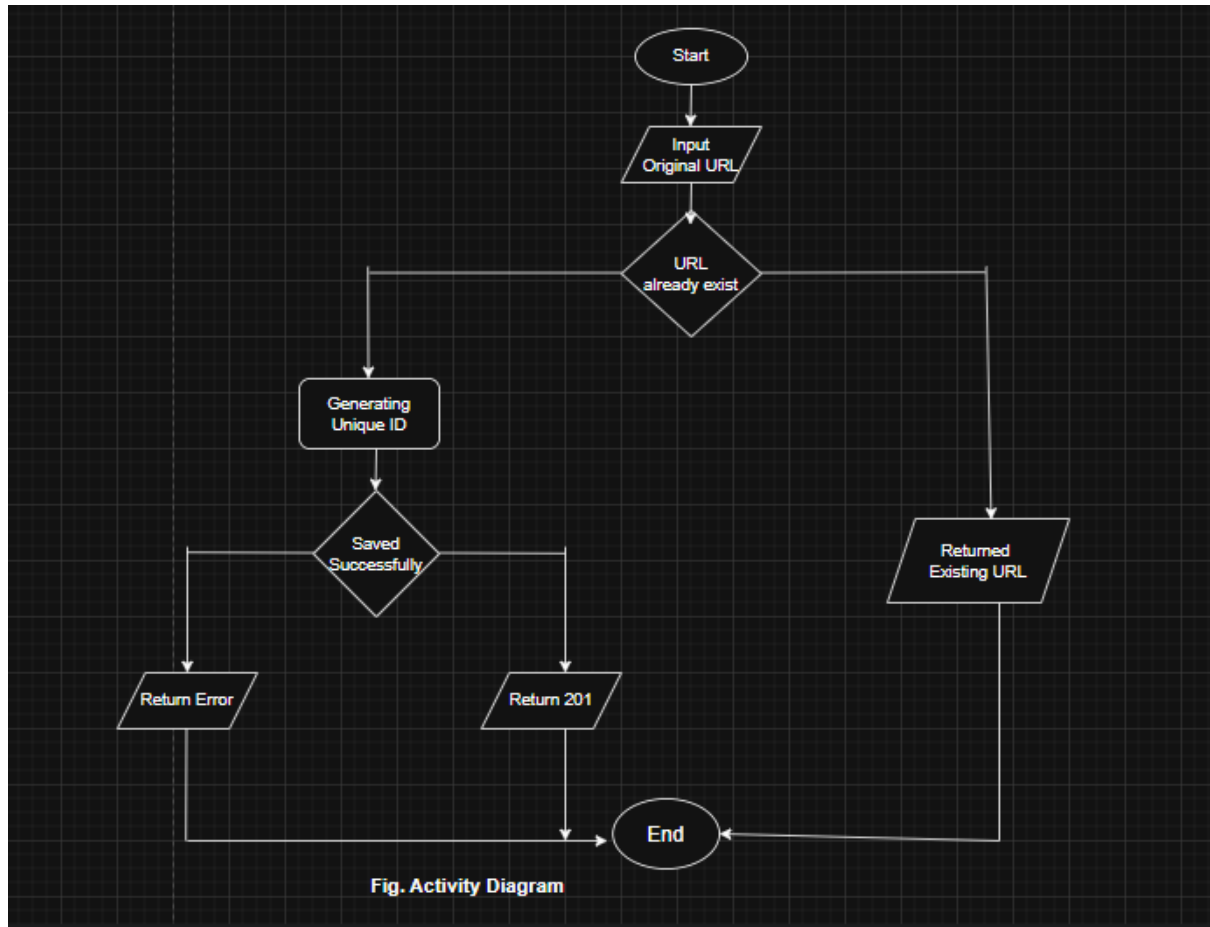 Start
Input
Original URL
URL
already exist
Generating
Unique ID
Saved
Successfully
Returned
Existing URL
Return Error
Return 201
End
Fig. Activity Diagram